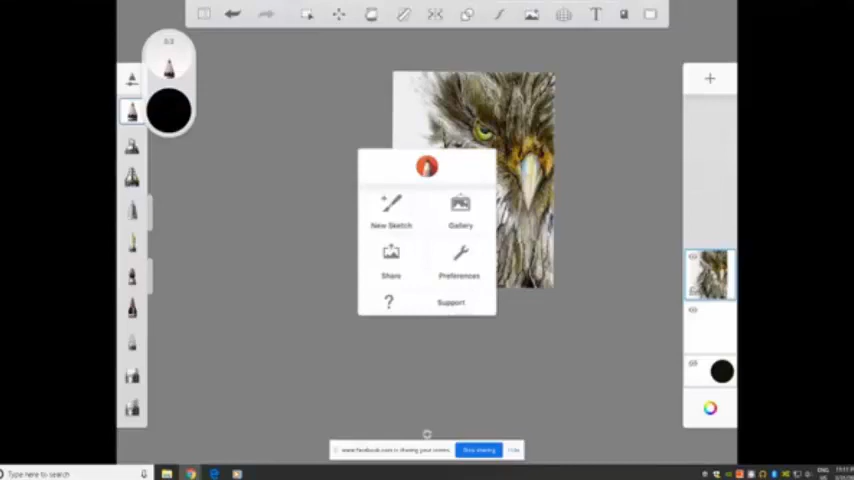 T
New Sketch
Gallery
Share
Preferences
?
Support
www.facebook.com is sharing your screen.
Stop sharing
Hide
Type here to search
ENG